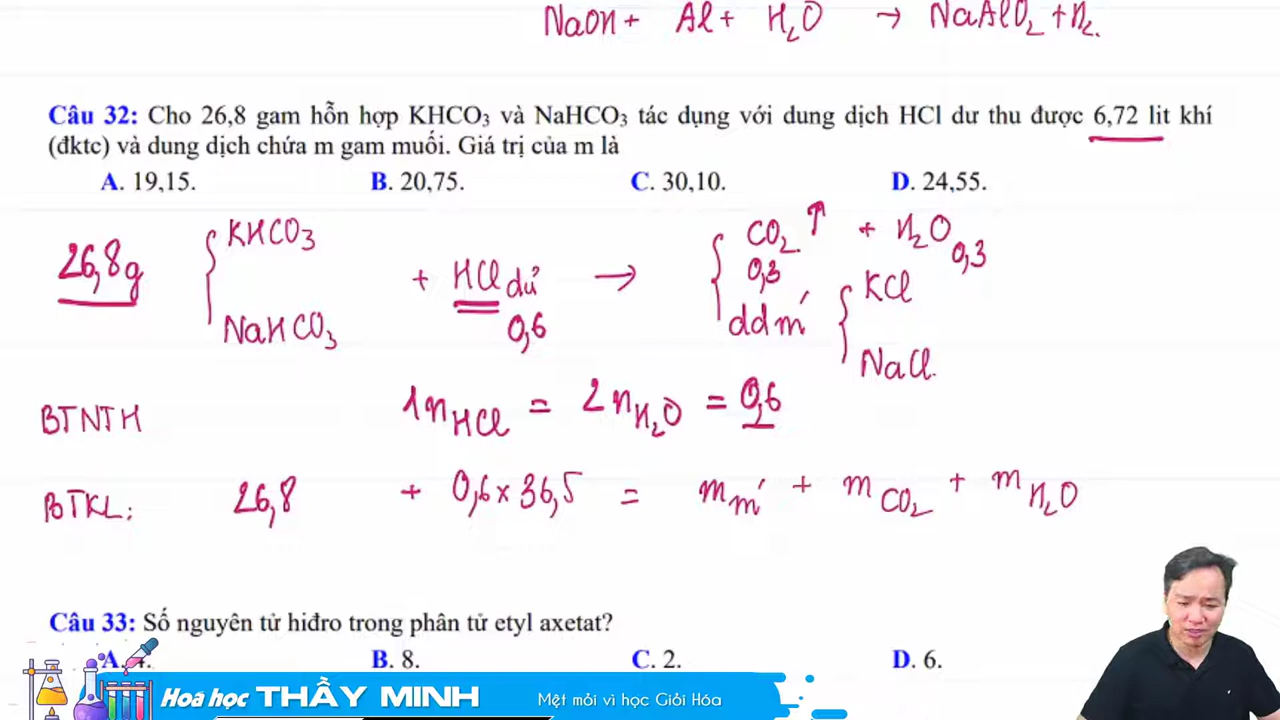 NaOH + Al + H2O → NaAlO2 + H2.
Câu 32: Cho 26,8 gam hỗn hợp KHCO3 và NaHCO3 tác dụng với dung dịch HCl dư thu được 6,72 lit khí
(đktc) và dung dịch chứa m gam muối. Giá trị của m là
A. 19,15. B. 20,75. C. 30,10. D. 24,55.
26,8g { KHCO3 NaHCO3 + HCl dư 0,6 → { CO2↑ 0,3 + H2O 0,3
dd m' { KCl NaCl.
BTNTH 1nHCl = 2nH2O = 0,6
BTKL: 26,8 + 0,6 x 36,5 = m m' + m CO2 + m H2O
Câu 33: Số nguyên tử hiđro trong phân tử etyl axetat?
A. 4. B. 8. C. 2. D. 6.
Hoá học THẦY MINH Mệt mỏi vì học Giỏi Hóa